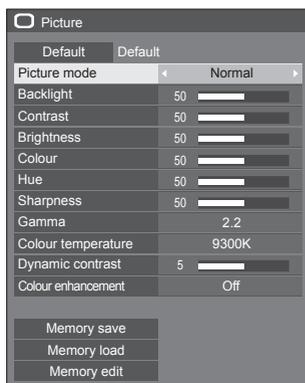 Picture
Default Default
Picture mode Normal
Backlight 50
Contrast 50
Brightness 50
Colour 50
Hue 50
Sharpness 50
Gamma 2.2
Colour temperature 9300K
Dynamic contrast 5
Colour enhancement Off
Memory save
Memory load
Memory edit